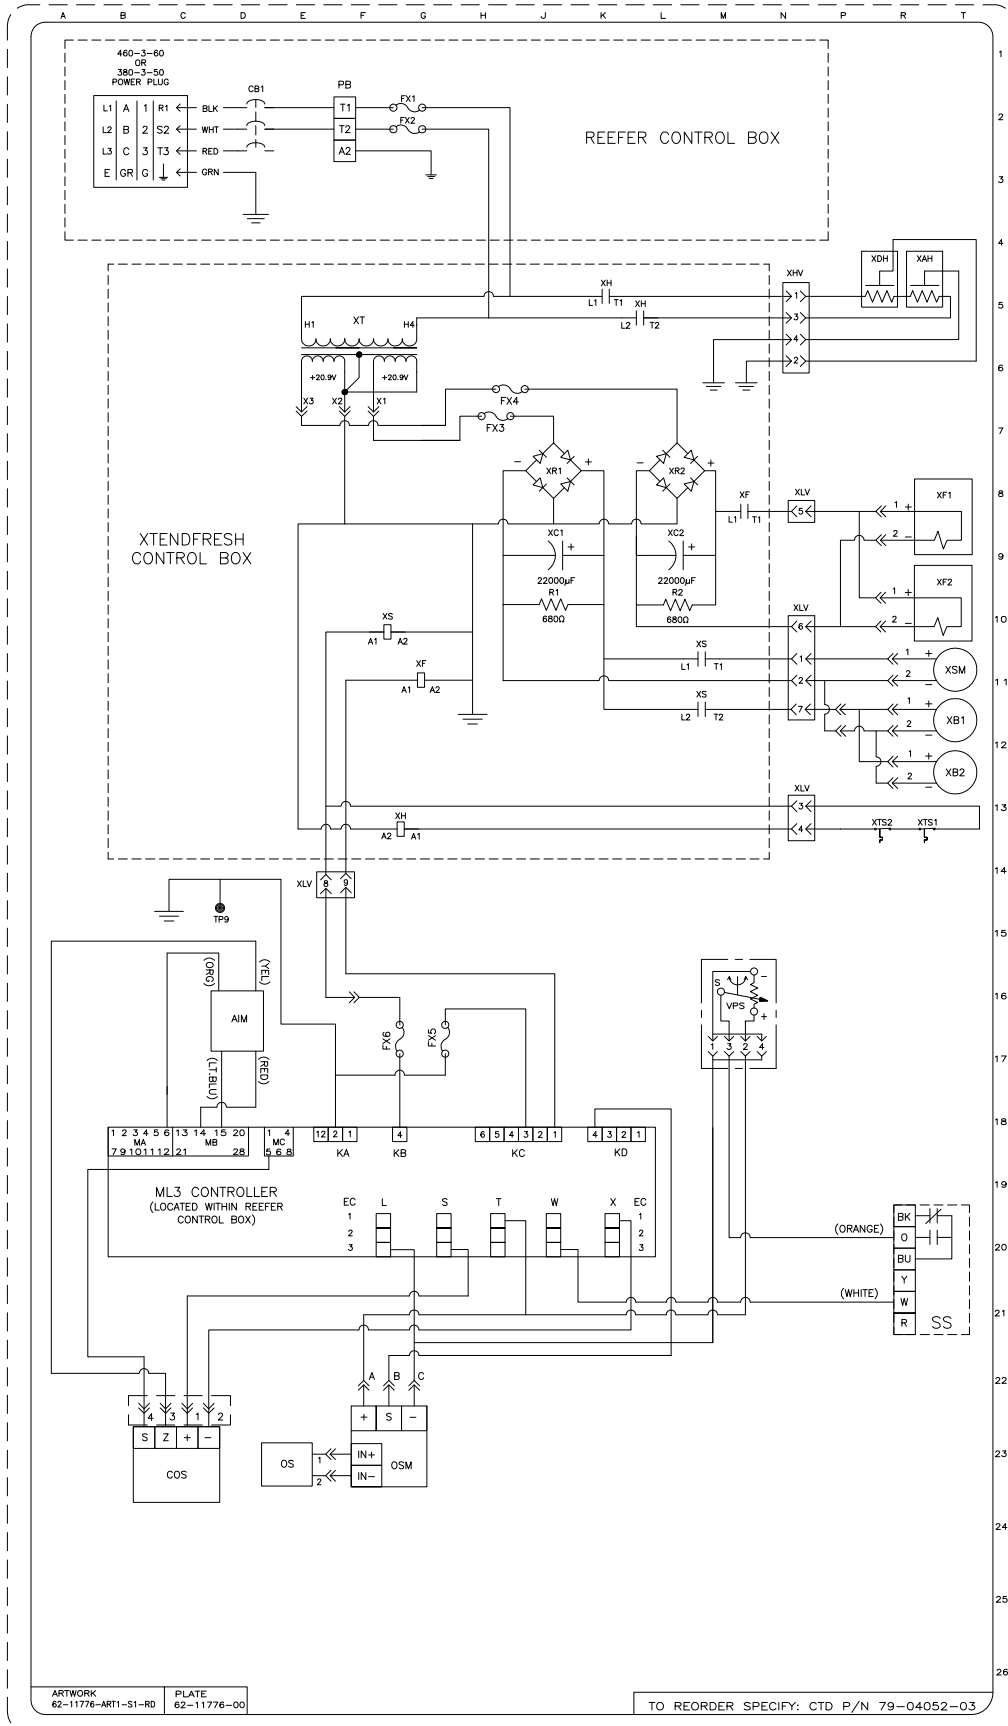 A B C D E F G H J K L M N P R T
1
460-3-60
OR
380-3-50
POWER PLUG
CB1
PB
FX1
L1 A 1 R1 BLK T1
2
FX2
L2 B 2 S2 WHT T2
REEFER CONTROL BOX
L3 C 3 T3 RED A2
3
E GR G GRN
4
XDH XAH
XHV
XH
L1 T1 1
5
XH
H1 XT H4
L2 T2 3
4
+20.9V +20.9V
2
6
X3 X2 X1
FX4
FX3
7
XR1 XR2
- + - +
XF
L1 T1
XLV
5
1 +
XF1
8
2 -
XTENDFRESH
CONTROL BOX
XC1 XC2
+ +
22000µF 22000µF
9
R1 R2
680Ω 680Ω
XF2
1 +
2 -
10
XLV
6
XS
A1 A2
XF
A1 A2
XS
L1 T1
1
1 +
XSM
2
2 -
11
XS
L2 T2
7
1 +
XB1
2 -
12
1 +
XB2
2 -
XLV
3
13
XH
A2 A1
4
XTS2 XTS1
14
XLV 8 9
TP9
15
(ORG) (YEL)
AIM
(LT.BLU) (RED)
FX6 FX5
S - VPS +
16
1 3 2 4
17
18
1 2 3 4 5 6 13 14 15 20 1 4
MA MB MC
7 9 10 11 12 21 28 5 6 8
12 2 1
KA
4
KB
6 5 4 3 2 1
KC
4 3 2 1
KD
19
ML3 CONTROLLER
(LOCATED WITHIN REEFER
CONTROL BOX)
EC L S T W X EC
1 1
2 2
3 3
BK
(ORANGE) O
20
BU
Y
(WHITE) W
21
R SS
22
A B C
4 3 1 2
S Z + -
COS
+ S -
23
OS
1 IN+
2 IN-
OSM
24
25
26
ARTWORK
62-11776-ART1-S1-RD
PLATE
62-11776-00
TO REORDER SPECIFY: CTD P/N 79-04052-03